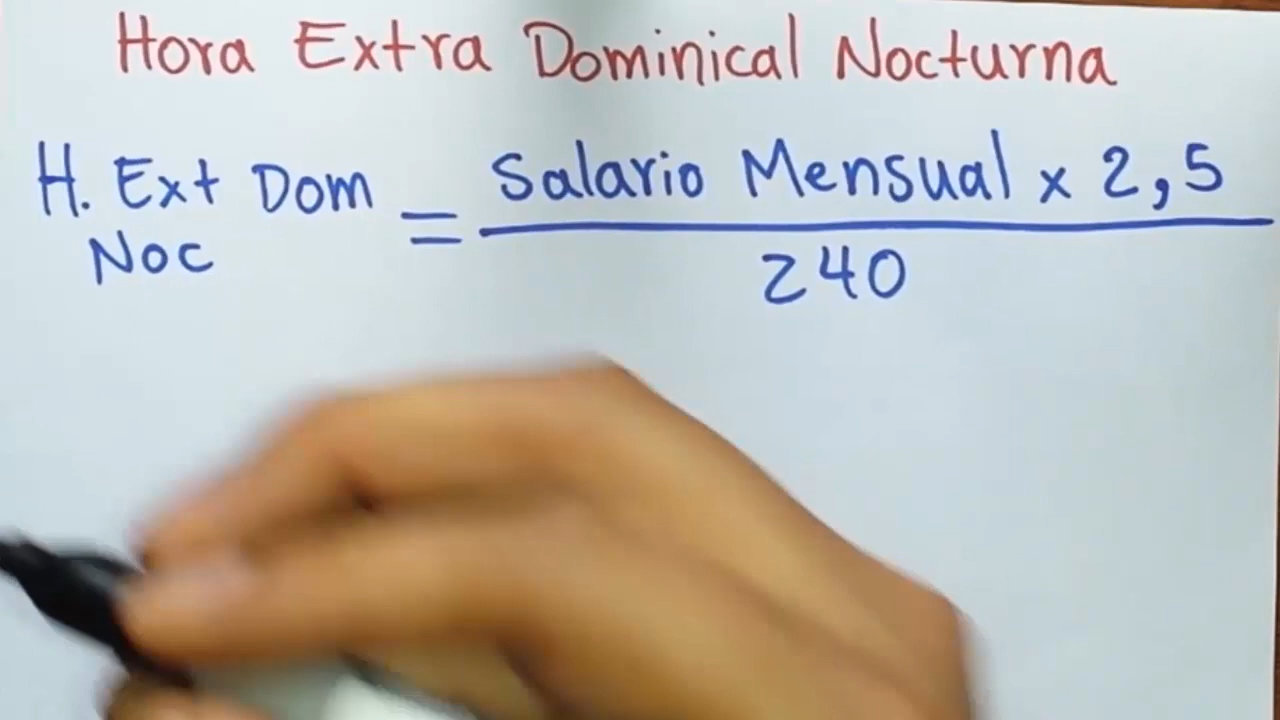 Hora Extra Dominical Nocturna
H. Ext Dom Noc = Salario Mensual x 2,5
240